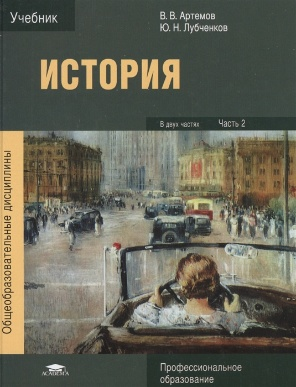 Учебник
В. В. Артемов
Ю. Н. Лубченков
ИСТОРИЯ
В двух частях Часть 2
Общеобразовательные дисциплины
ACADEMA
Профессиональное
образование